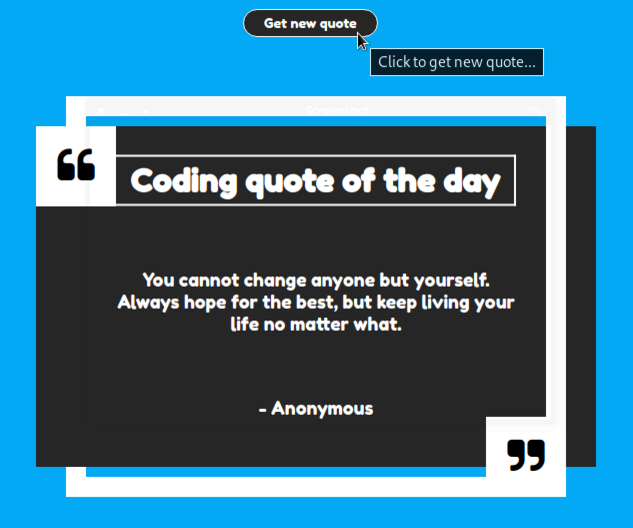 Get new quote
Click to get new quote...
Screenshot
❝
Coding quote of the day
You cannot change anyone but yourself.
Always hope for the best, but keep living your
life no matter what.
- Anonymous
❞